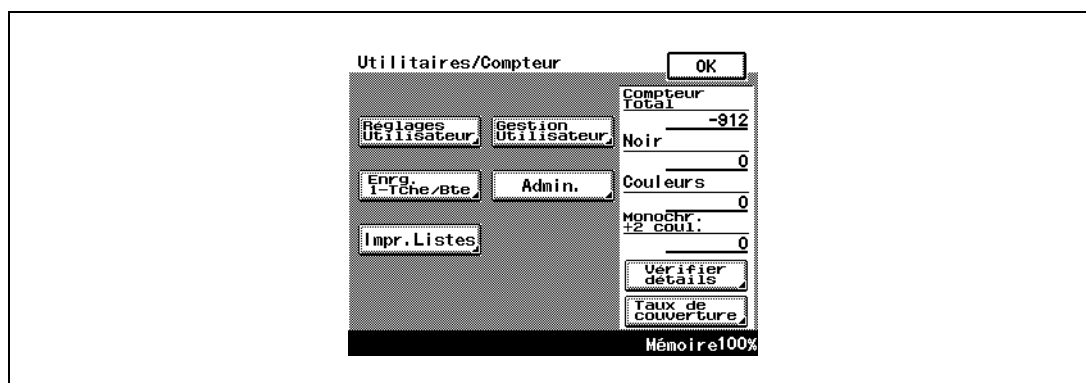 Utilitaires/Compteur
OK
Réglages
Utilisateur
Gestion
Utilisateur
Enrg.
1-TChe/Bte
Admin.
Impr.Listes
Compteur
Total
-912
Noir
0
Couleurs
0
Monochr.
+2 coul.
0
Vérifier
détails
Taux de
couverture
Mémoire100%